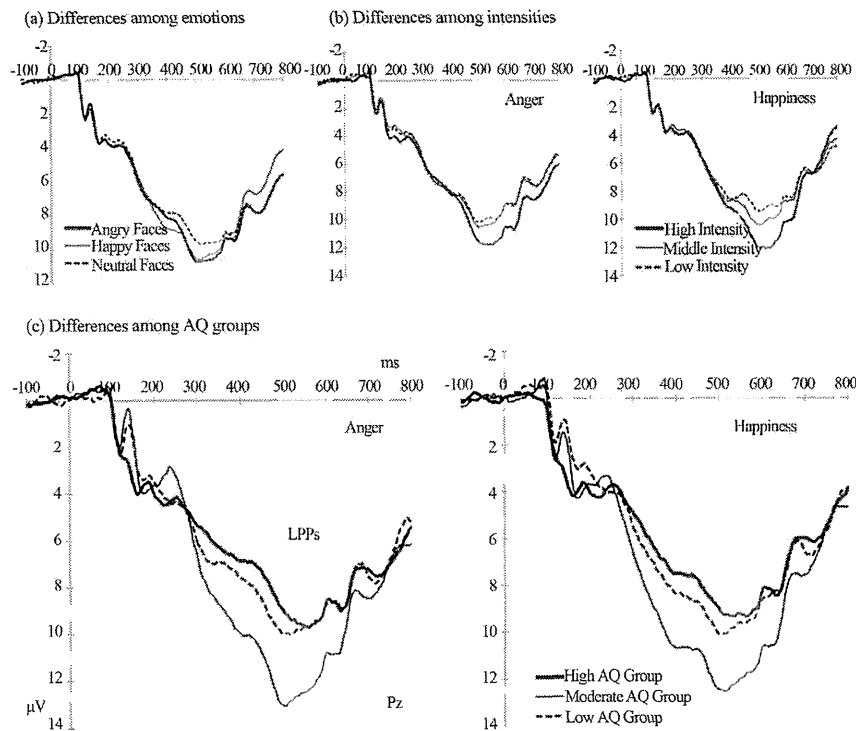 (a) Differences among emotions
-2
-100 0 100 200 300 400 500 600 700 800
2
4
6
8
10
12
Angry Faces
Happy Faces
Neutral Faces
(b) Differences among intensities
-2
-100 0 100 200 300 400 500 600 700 800
Anger
2
4
6
8
10
12
14
-2
-100 0 100 200 300 400 500 600 700 800
Happiness
2
4
6
8
10
12
14
High Intensity
Middle Intensity
Low Intensity
(c) Differences among AQ groups
-2
ms
-100 0 100 200 300 400 500 600 700 800
Anger
2
4
6
8
10
12
14
LPPs
μV
Pz
-2
-100 0 100 200 300 400 500 600 700 800
Happiness
2
4
6
8
10
12
14
High AQ Group
Moderate AQ Group
Low AQ Group